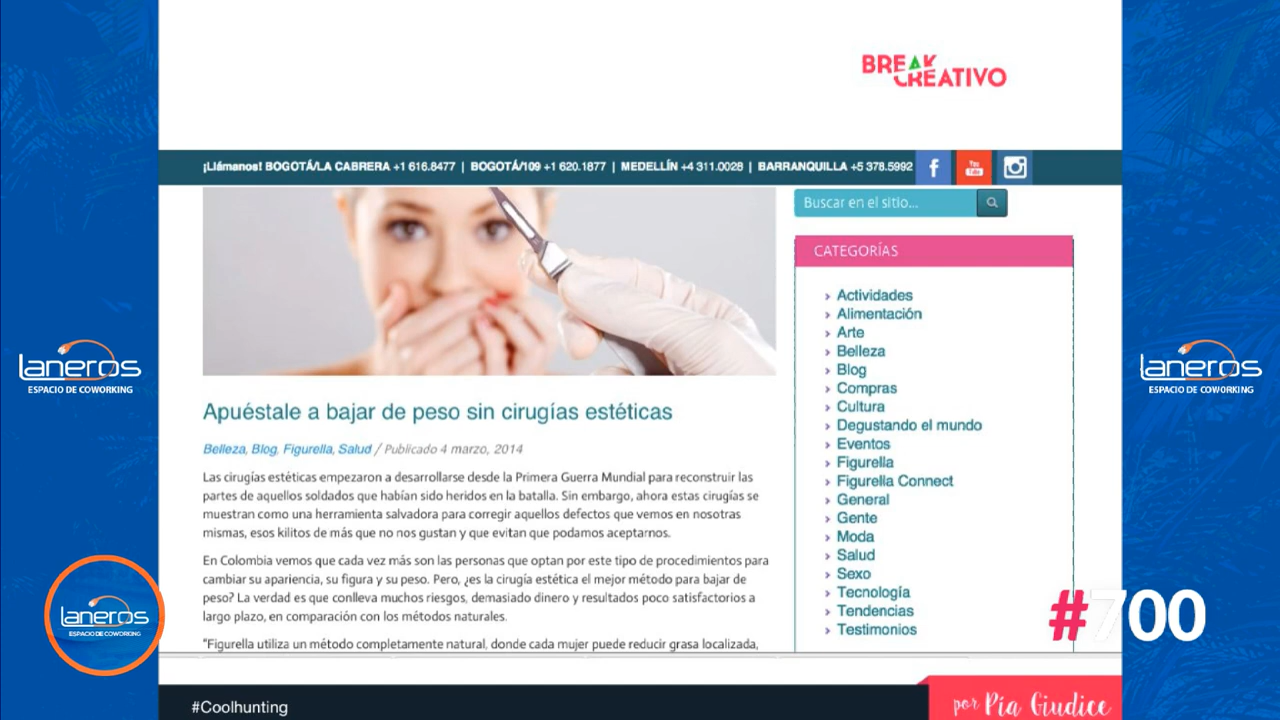 BREAK
CREATIVO
¡Llámanos! BOGOTÁ/LA CABRERA +1 616.8477 | BOGOTÁ/109 +1 620.1877 | MEDELLÍN +4 311.0028 | BARRANQUILLA +5 378.5992
You
Tube
Buscar en el sitio...
CATEGORÍAS
Actividades
Alimentación
Arte
Belleza
Blog
Compras
Cultura
Degustando el mundo
Eventos
Figurella
Figurella Connect
General
Gente
Moda
Salud
Sexo
Tecnología
Tendencias
Testimonios
Apuéstale a bajar de peso sin cirugías estéticas
Belleza, Blog, Figurella, Salud / Publicado 4 marzo, 2014
Las cirugías estéticas empezaron a desarrollarse desde la Primera Guerra Mundial para reconstruir las
partes de aquellos soldados que habían sido heridos en la batalla. Sin embargo, ahora estas cirugías se
muestran como una herramienta salvadora para corregir aquellos defectos que vemos en nosotras
mismas, esos kilitos de más que no nos gustan y que evitan que podamos aceptarnos.
En Colombia vemos que cada vez más son las personas que optan por este tipo de procedimientos para
cambiar su apariencia, su figura y su peso. Pero, ¿es la cirugía estética el mejor método para bajar de
peso? La verdad es que conlleva muchos riesgos, demasiado dinero y resultados poco satisfactorios a
largo plazo, en comparación con los métodos naturales.
“Figurella utiliza un método completamente natural, donde cada mujer puede reducir grasa localizada,
laneros
ESPACIO DE COWORKING
laneros
ESPACIO DE COWORKING
laneros
ESPACIO DE COWORKING
#700
#Coolhunting
por Pía Giudice